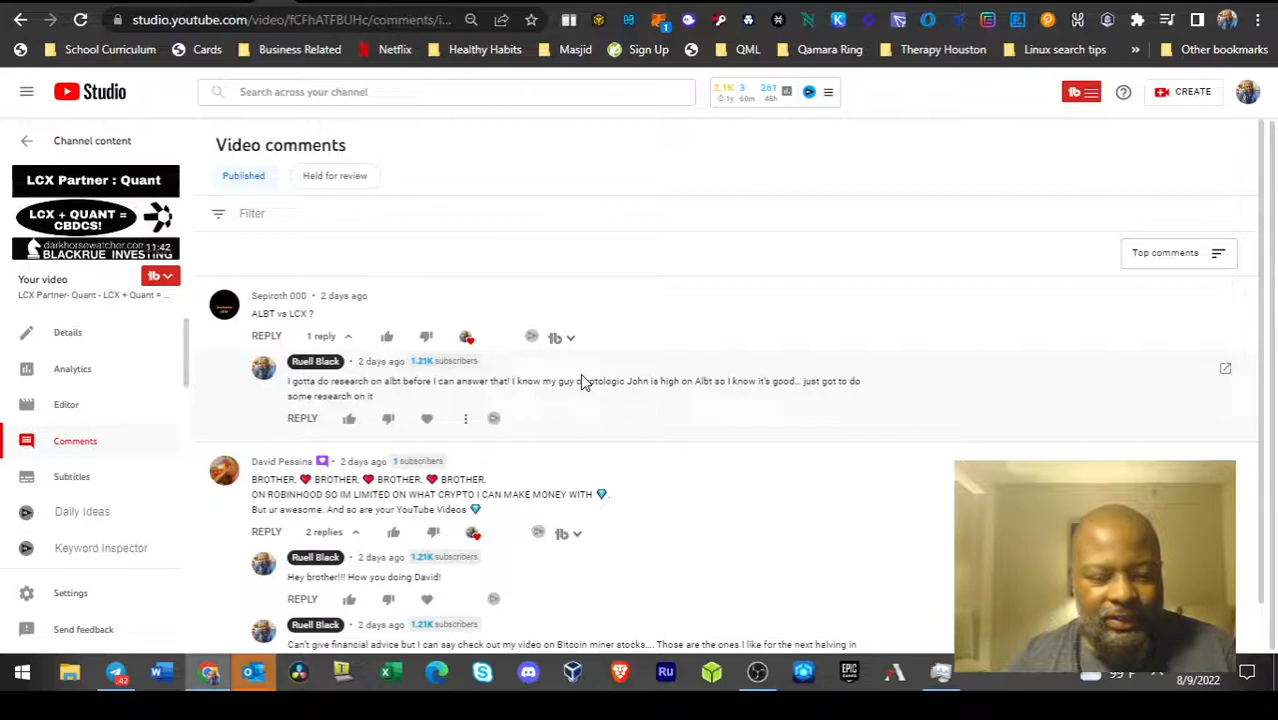 studio.youtube.com/video/fCFhATFBUHc/comments/i...
School Curriculum
Cards
Business Related
Netflix
Healthy Habits
Masjid
Sign Up
QML
Qamara Ring
Therapy Houston
Linux search tips
»
Other bookmarks
Studio
Search across your channel
2.1K 3 261
1y 60m 48h
CREATE
Channel content
LCX Partner : Quant
LCX + QUANT =
CBDCS!
darkhorsewatcher.com
11:42
BLACKRUE INVESTING
Your video
LCX Partner- Quant - LCX + Quant = ...
Details
Analytics
Editor
Comments
Subtitles
Daily Ideas
Keyword Inspector
Settings
Send feedback
Video comments
Published
Held for review
Filter
Top comments
Sepiroth 000 • 2 days ago
ALBT vs LCX ?
REPLY 1 reply
Ruell Black • 2 days ago 1.21K subscribers
I gotta do research on albt before I can answer that! I know my guy John is high on Albt so I know it's good... just got to do
some research on it
REPLY
David Pessina • 2 days ago 1 subscribers
BROTHER, ❤ BROTHER, ❤ BROTHER. ❤ BROTHER.
ON ROBINHOOD SO IM LIMITED ON WHAT CRYPTO I CAN MAKE MONEY WITH 💎.
But ur awesome. And so are your YouTube Videos 💎
REPLY 2 replies
Ruell Black • 2 days ago 1.21K subscribers
Hey brother!!! How you doing David!
REPLY
Ruell Black • 2 days ago 1.21K subscribers
Can't give financial advice but I can say check out my video on Bitcoin miner stocks.... Those are the ones I like for the next halving in
8/9/2022